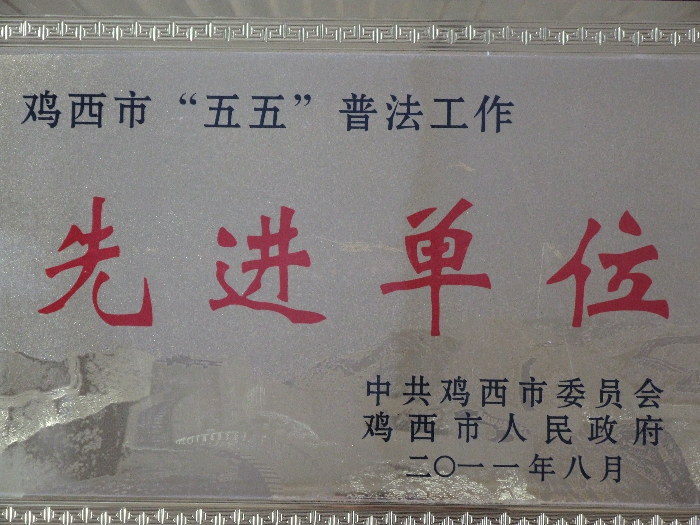 鸡西市“五五”普法工作
先进单位
中共鸡西市委员会
鸡西市人民政府
二〇一一年八月